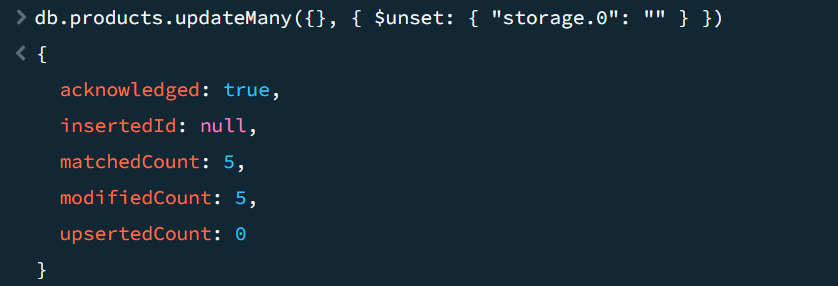 > db.products.updateMany({}, { $unset: { "storage.0": "" } })
< {
acknowledged: true,
insertedId: null,
matchedCount: 5,
modifiedCount: 5,
upsertedCount: 0
}